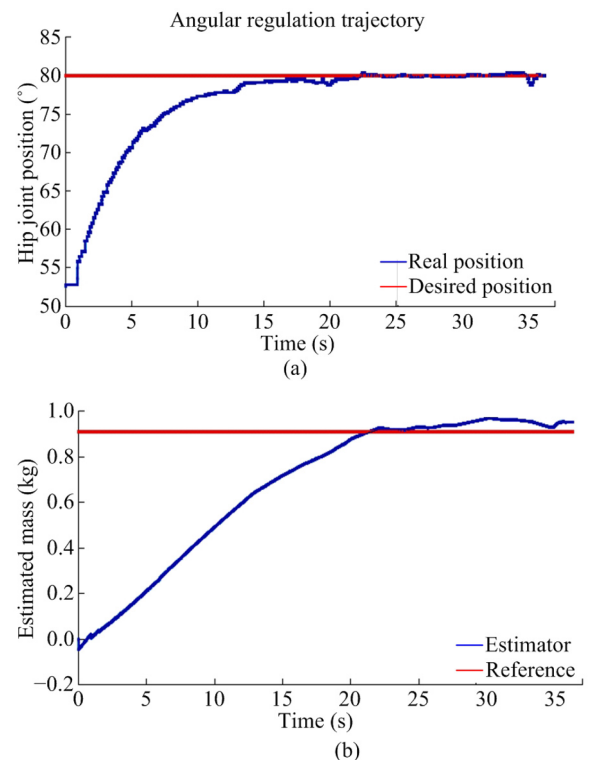 Angular regulation trajectory
85
80
75
70
65
60
55
50
Hip joint position (°)
Real position
Desired position
0 5 10 15 20 25 30 35
Time (s)
(a)
1.0
0.8
0.6
0.4
0.2
0.0
−0.2
Estimated mass (kg)
Estimator
Reference
0 5 10 15 20 25 30 35
Time (s)
(b)